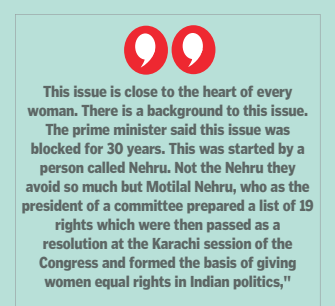 This issue is close to the heart of every
woman. There is a background to this issue.
The prime minister said this issue was
blocked for 30 years. This was started by a
person called Nehru. Not the Nehru they
avoid so much but Motilal Nehru, who as the
president of a committee prepared a list of 19
rights which were then passed as a
resolution at the Karachi session of the
Congress and formed the basis of giving
women equal rights in Indian politics,"